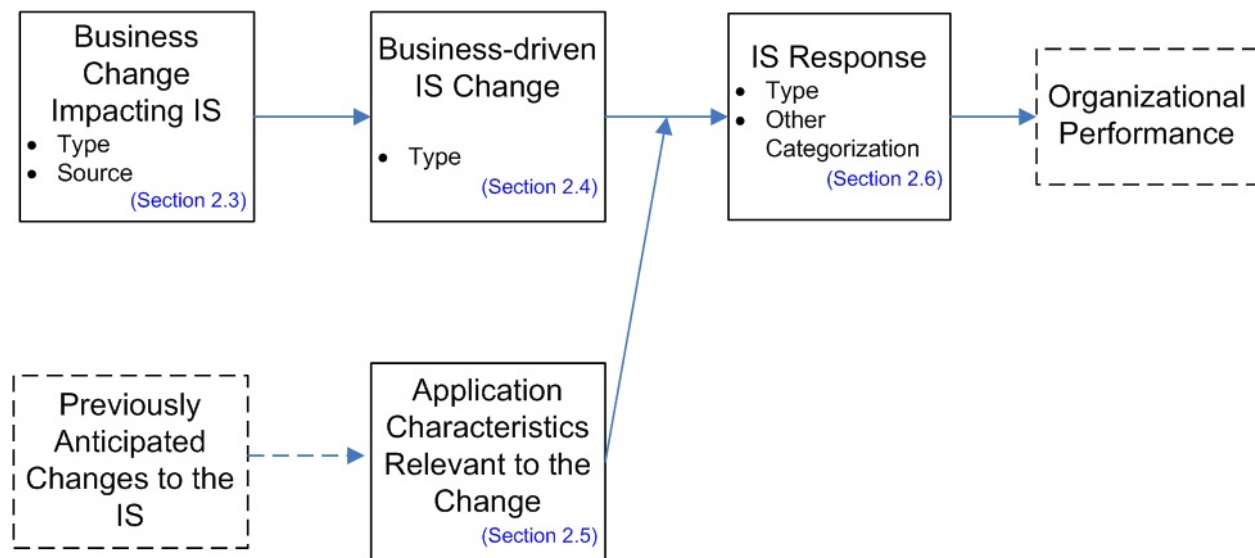 Business
Change
Impacting IS
• Type
• Source
(Section 2.3)
Business-driven
IS Change
• Type
(Section 2.4)
IS Response
• Type
• Other
Categorization
(Section 2.6)
Organizational
Performance
Previously
Anticipated
Changes to the
IS
Application
Characteristics
Relevant to the
Change
(Section 2.5)